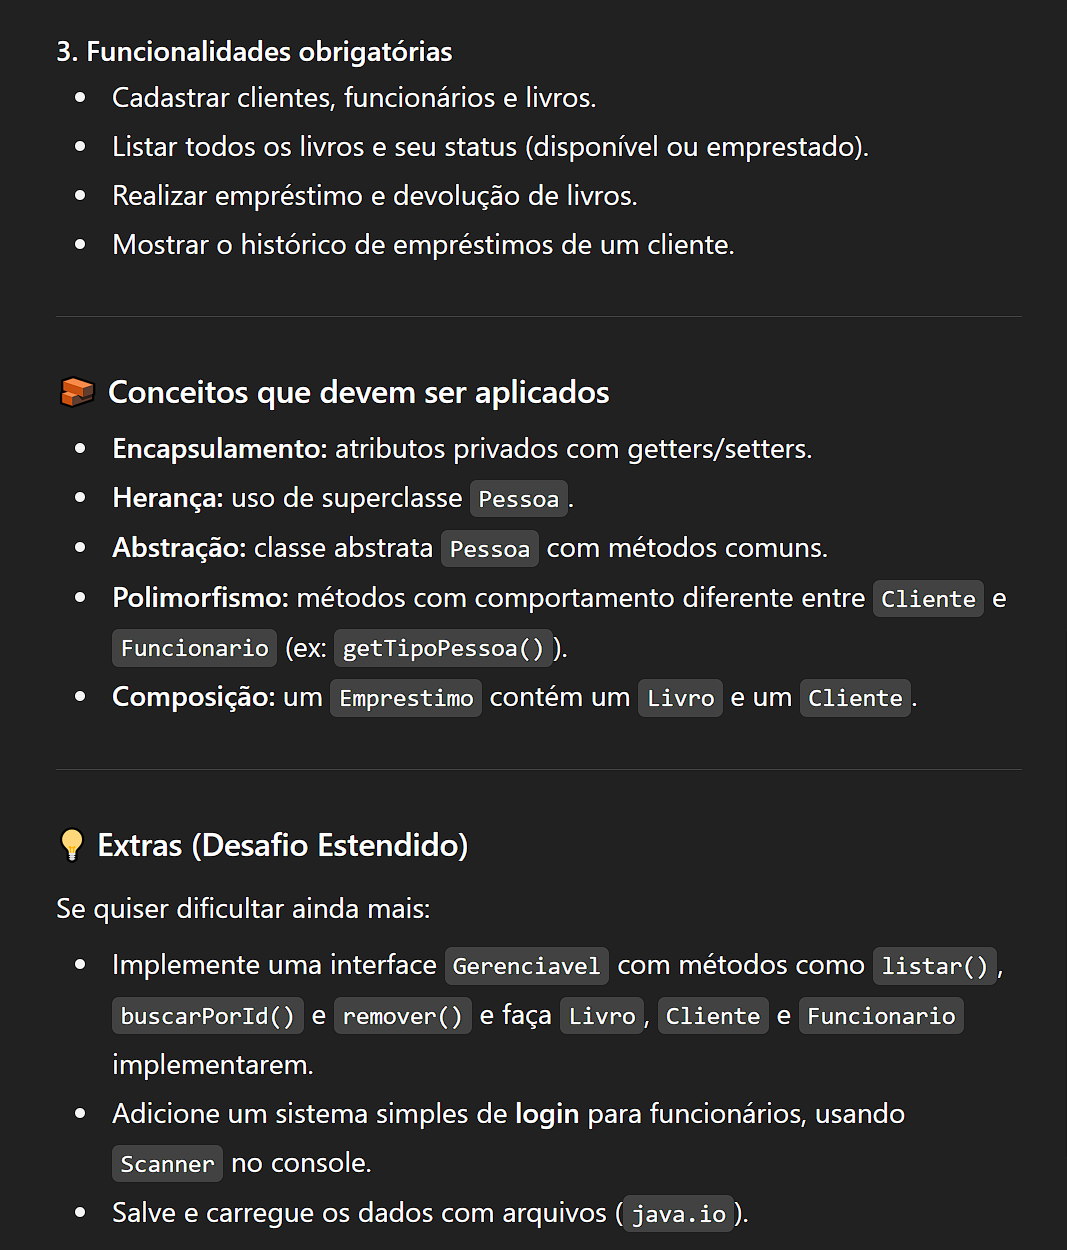 3. Funcionalidades obrigatórias
• Cadastrar clientes, funcionários e livros.
• Listar todos os livros e seu status (disponível ou emprestado).
• Realizar empréstimo e devolução de livros.
• Mostrar o histórico de empréstimos de um cliente.
Conceitos que devem ser aplicados
• Encapsulamento: atributos privados com getters/setters.
• Herança: uso de superclasse Pessoa.
• Abstração: classe abstrata Pessoa com métodos comuns.
• Polimorfismo: métodos com comportamento diferente entre Cliente e
Funcionario (ex: getTipoPessoa()).
• Composição: um Emprestimo contém um Livro e um Cliente.
Extras (Desafio Estendido)
Se quiser dificultar ainda mais:
• Implemente uma interface Gerenciavel com métodos como listar(),
buscarPorId() e remover() e faça Livro, Cliente e Funcionario
implementarem.
• Adicione um sistema simples de login para funcionários, usando
Scanner no console.
• Salve e carregue os dados com arquivos (java.io).